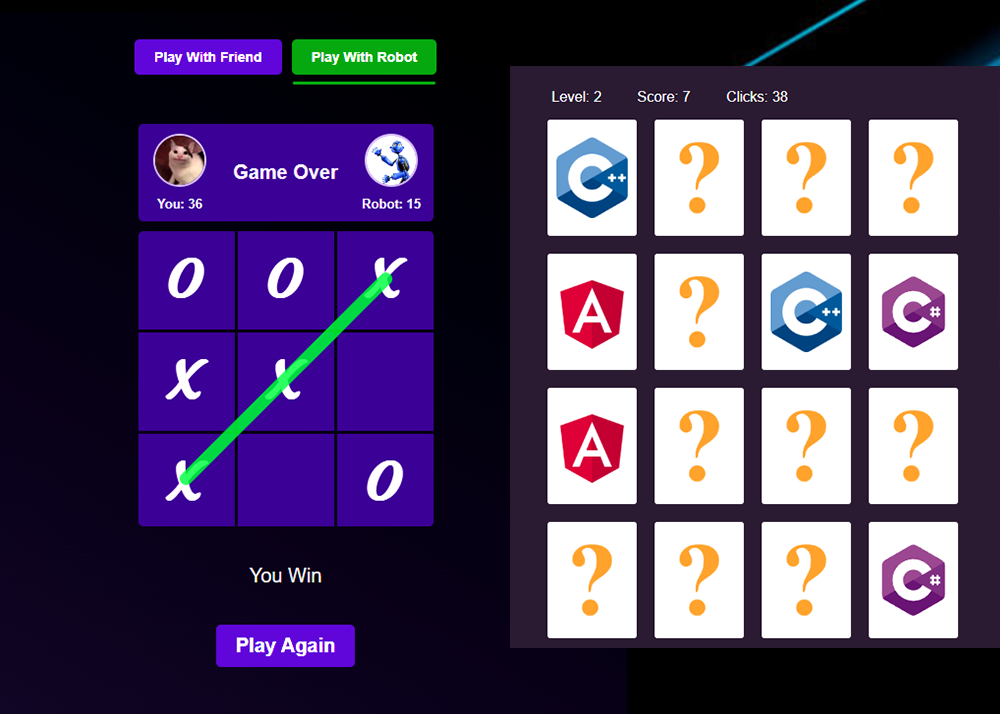 Play With Friend
Play With Robot
Game Over
You: 36
Robot: 15
O O X
X X
X O
You Win
Play Again
Level: 2
Score: 7
Clicks: 38
C++ ? ? ?
A ? C++ C#
A ? ? ?
? ? ? C#